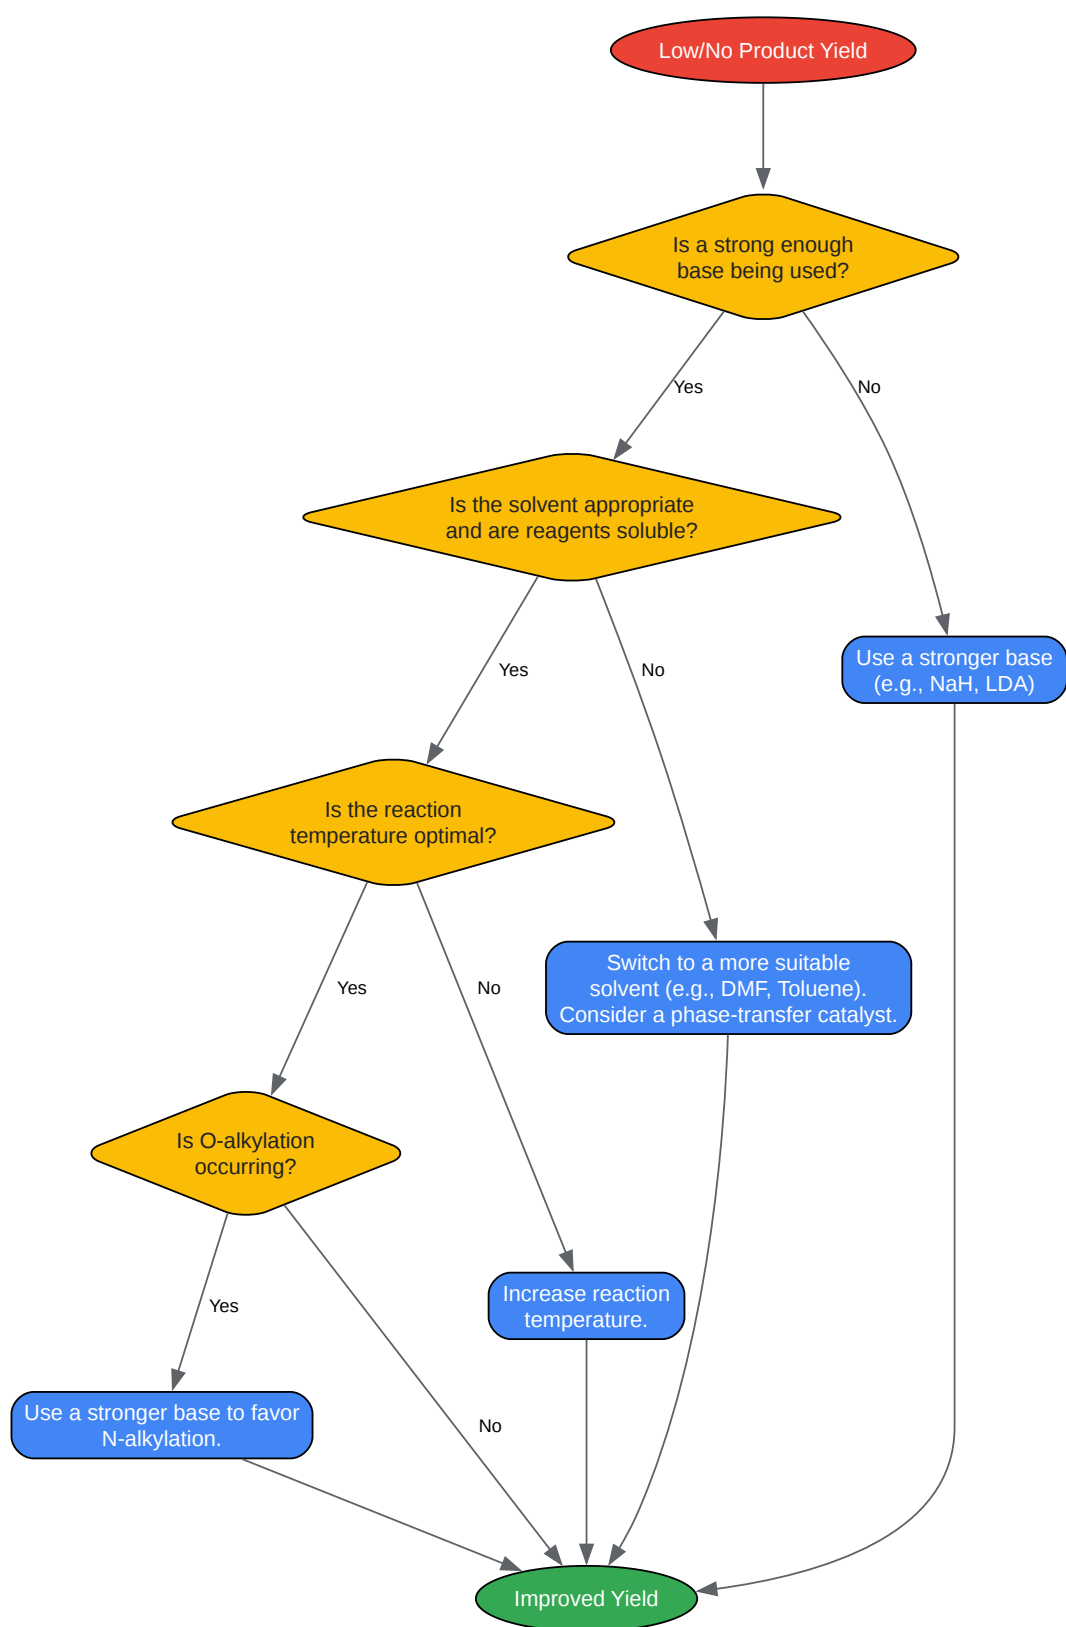 Low/No Product Yield
Is a strong enough
base being used?
Yes
No
Is the solvent appropriate
and are reagents soluble?
Yes
No
Use a stronger base
(e.g., NaH, LDA)
Is the reaction
temperature optimal?
Yes
No
Switch to a more suitable
solvent (e.g., DMF, Toluene).
Consider a phase-transfer catalyst.
Is O-alkylation
occurring?
Yes
No
Increase reaction
temperature.
Use a stronger base to favor
N-alkylation.
Improved Yield